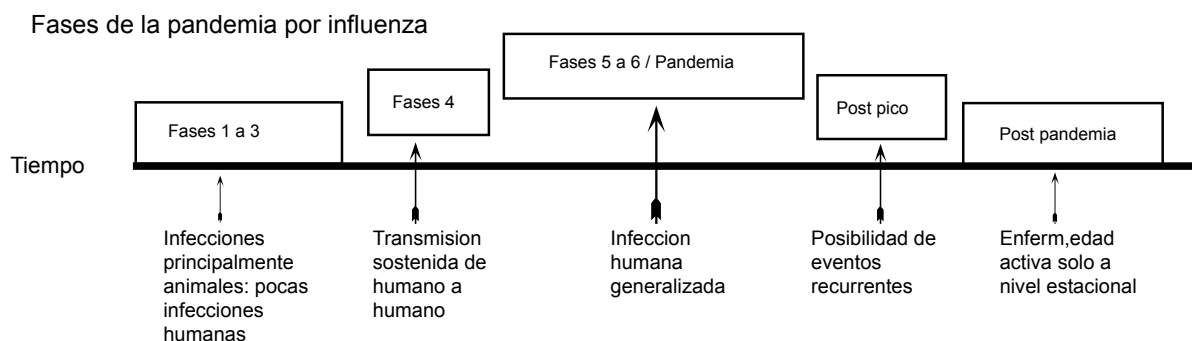 Fases de la pandemia por influenza
Fases 1 a 3
Fases 4
Fases 5 a 6 / Pandemia
Post pico
Post pandemia
Tiempo
Infecciones
principalmente
animales: pocas
infecciones
humanas
Transmision
sostenida de
humano a
humano
Infeccion
humana
generalizada
Posibilidad de
eventos
recurrentes
Enferm,edad
activa solo a
nivel estacional